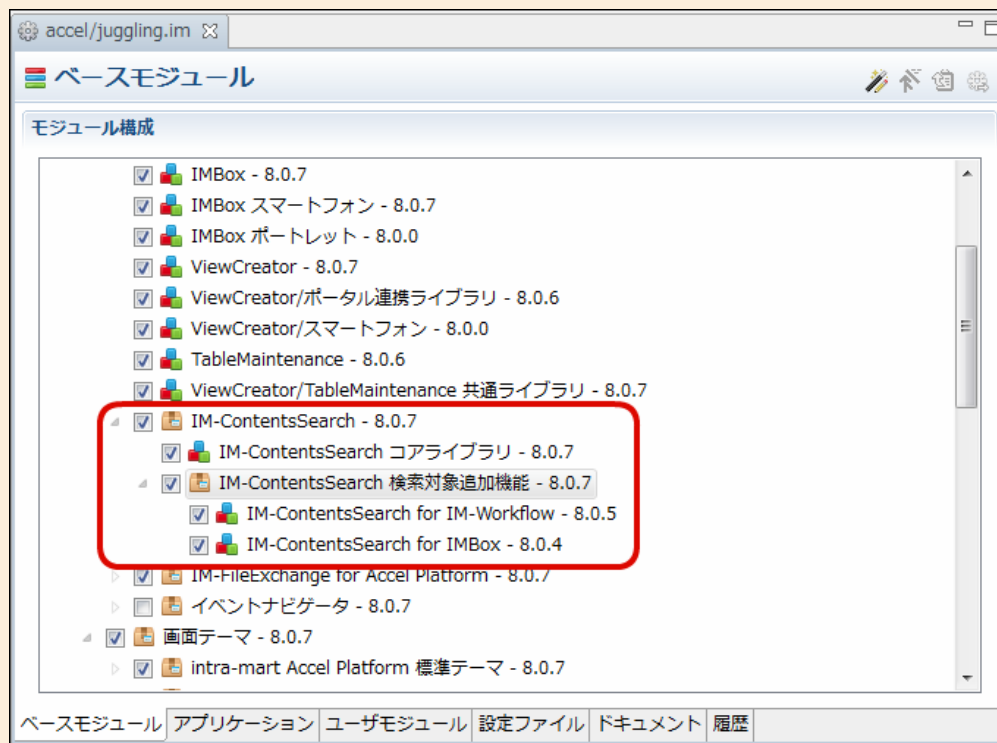 accel/juggling.im
ベースモジュール
モジュール構成
IMBox - 8.0.7
IMBox スマートフォン - 8.0.7
IMBox ポートレット - 8.0.0
ViewCreator - 8.0.7
ViewCreator/ポータル連携ライブラリ - 8.0.6
ViewCreator/スマートフォン - 8.0.0
TableMaintenance - 8.0.6
ViewCreator/TableMaintenance 共通ライブラリ - 8.0.7
IM-ContentsSearch - 8.0.7
IM-ContentsSearch コアライブラリ - 8.0.7
IM-ContentsSearch 検索対象追加機能 - 8.0.7
IM-ContentsSearch for IM-Workflow - 8.0.5
IM-ContentsSearch for IMBox - 8.0.4
IM-FileExchange for Accel Platform - 8.0.7
イベントナビゲータ - 8.0.7
画面テーマ - 8.0.7
intra-mart Accel Platform 標準テーマ - 8.0.7
ベースモジュール アプリケーション ユーザモジュール 設定ファイル ドキュメント 履歴